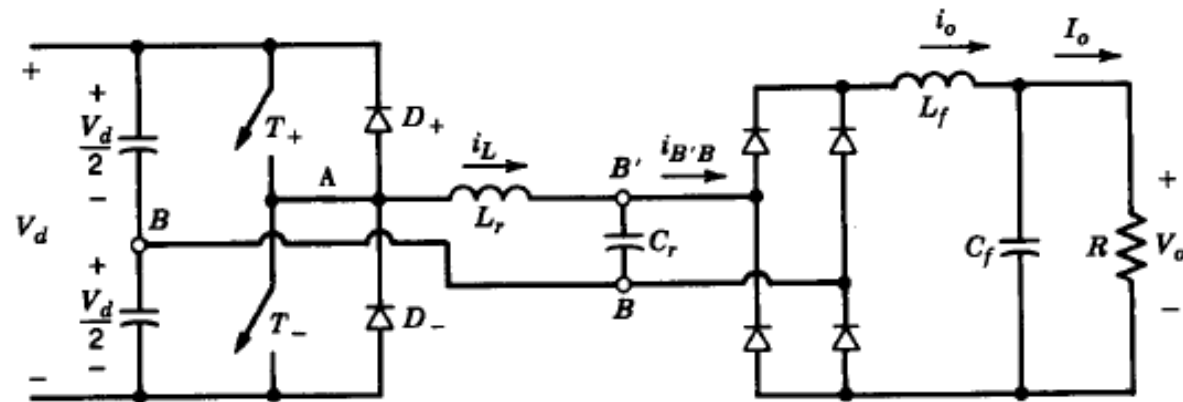 i_o
I_o
+
+
V_d
2
−
T_+
D_+
L_f
i_L
i_B'B
A
B'
L_r
B
V_d
C_r
+
V_d
2
−
T_−
D_−
B
C_f
R
+
V_o
−
−